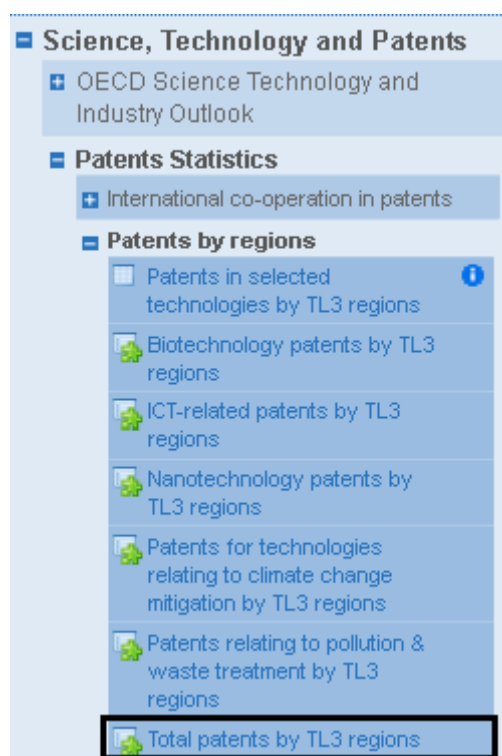 Science, Technology and Patents
OECD Science Technology and
Industry Outlook
Patents Statistics
International co-operation in patents
Patents by regions
Patents in selected
technologies by TL3 regions
Biotechnology patents by TL3
regions
ICT-related patents by TL3
regions
Nanotechnology patents by
TL3 regions
Patents for technologies
relating to climate change
mitigation by TL3 regions
Patents relating to pollution &
waste treatment by TL3
regions
Total patents by TL3 regions